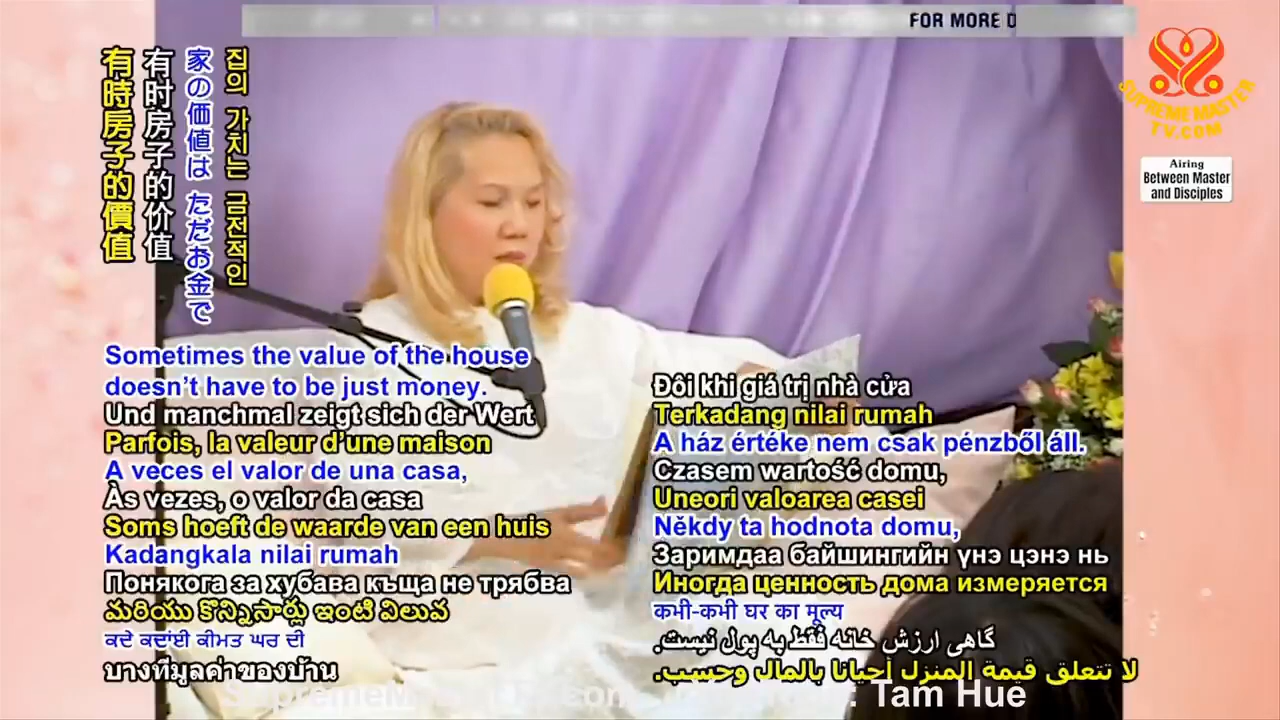 FOR MORE D
SUPREME MASTER
TV.COM
Airing
Between Master
and Disciples
有時房子的價值
有时房子的价值
家の価値は ただお金で
집의 가치는 금전적인
Sometimes the value of the house
doesn't have to be just money.
Und manchmal zeigt sich der Wert
Parfois, la valeur d'une maison
A veces el valor de una casa,
Às vezes, o valor da casa
Soms hoeft de waarde van een huis
Kadangkala nilai rumah
Понякога за хубава къща не трябва
మరియు కొన్నిసార్లు ఇంటి విలువ
ਕਦੇ ਕਦਾਂਈ ਕੀਮਤ ਘਰ ਦੀ
บางทีมูลค่าของบ้าน
Đôi khi giá trị nhà cửa
Terkadang nilai rumah
A ház értéke nem csak pénzből áll.
Czasem wartość domu,
Uneori valoarea casei
Někdy ta hodnota domu,
Заримдаа байшингийн үнэ цэнэ нь
Иногда ценность дома измеряется
कभी-कभी घर का मूल्य
گاهی ارزش خانه فقط به پول نیست.
لا تتعلق قيمة المنزل أحيانا بالمال وحسب.
: Tam Hue